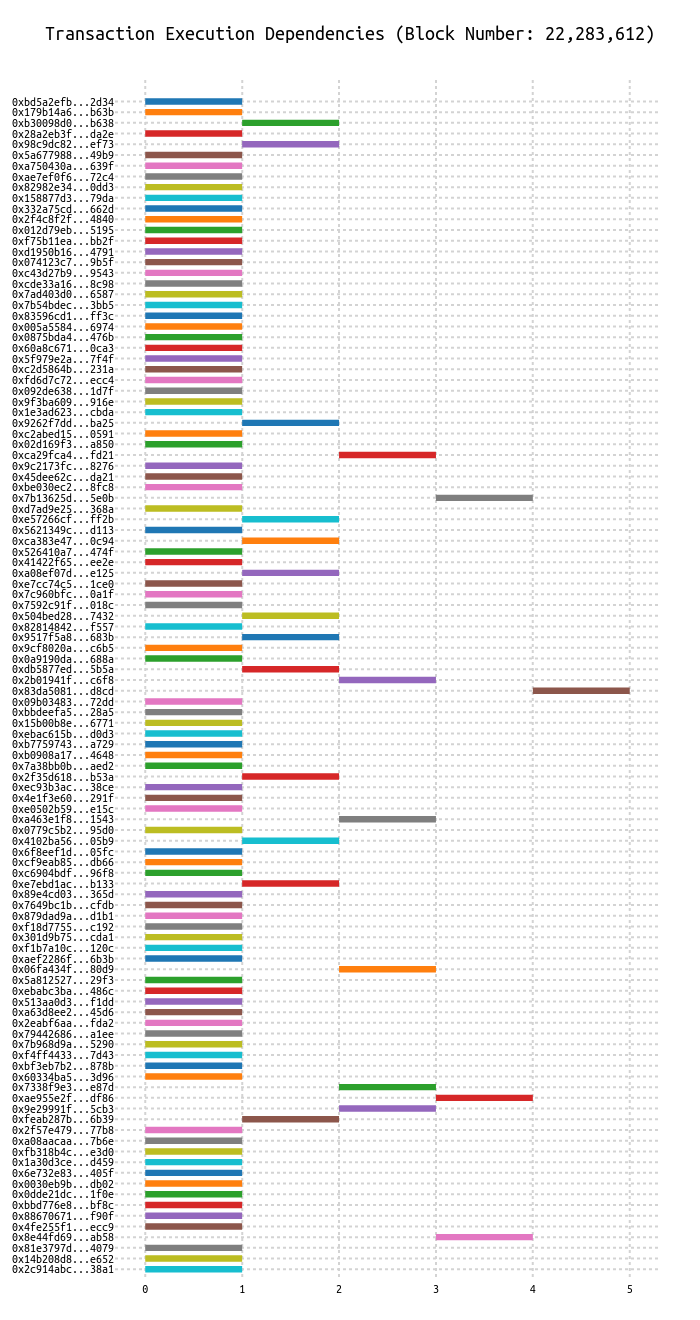 Transaction Execution Dependencies (Block Number: 22,283,612)
0xbd5a2efb...2d34
0x179b14a6...b63b
0xb30098d0...b638
0x28a2eb3f...da2e
0x98c9dc82...ef73
0x5a677988...49b9
0xa750430a...639f
0xae7ef0f6...72c4
0x82982e34...0dd3
0x158877d3...79da
0x332a75cd...662d
0x2f4c8f2f...4840
0x012d79eb...5195
0xf75b11ea...bb2f
0xd1950b16...4791
0x074123c7...9b5f
0xc43d27b9...9543
0xcde33a16...8c98
0x7ad403d0...6587
0x7b54bdec...3bb5
0x83596cd1...ff3c
0x005a5584...6974
0x0875bda4...476b
0x60a8c671...0ca3
0x5f979e2a...7f4f
0xc2d5864b...231a
0xfd6d7c72...ecc4
0x092de638...1d7f
0x9f3ba609...916e
0x1e3ad623...cbda
0x9262f7dd...ba25
0xc2abed15...0591
0x02d169f3...a850
0xca29fca4...fd21
0x9c2173fc...8276
0x45dee62c...da21
0xbe030ec2...8fc8
0x7b13625d...5e0b
0xd7ad9e25...368a
0xe57266cf...ff2b
0x5621349c...d113
0xca383e47...0c94
0x526410a7...474f
0x41422f65...ee2e
0xa08ef07d...e125
0xe7cc74c5...1ce0
0x7c960bfc...0a1f
0x7592c91f...018c
0x504bed28...7432
0x82814842...f557
0x9517f5a8...683b
0x9cf8020a...c6b5
0x0a9190da...688a
0xdb5877ed...5b5a
0x2b01941f...c6f8
0x83da5081...d8cd
0x09b03483...72dd
0xbbdeefa5...28a5
0x15b00b8e...6771
0xebac615b...d0d3
0xb7759743...a729
0xb0908a17...4648
0x7a38bb0b...aed2
0x2f35d618...b53a
0xec93b3ac...38ce
0x4e1f3e60...291f
0xe0502b59...e15c
0xa463e1f8...1543
0x0779c5b2...95d0
0x4102ba56...05b9
0x6f8eef1d...05fc
0xcf9eab85...db66
0xc6904bdf...96f8
0xe7ebd1ac...b133
0x89e4cd03...365d
0x7649bc1b...cfdb
0x879dad9a...d1b1
0xf18d7755...c192
0x301d9b75...cda1
0xf1b7a10c...120c
0xaef2286f...6b3b
0x06fa434f...80d9
0x5a812527...29f3
0xebabc3ba...486c
0x513aa0d3...f1dd
0xa63d8ee2...45d6
0x2eabf6aa...fda2
0x79442686...a1ee
0x7b968d9a...5290
0xf4ff4433...7d43
0xbf3eb7b2...878b
0x60334ba5...3d96
0x7338f9e3...e87d
0xae955e2f...df86
0x9e29991f...5cb3
0xfeab287b...6b39
0x2f57e479...77b8
0xa08aacaa...7b6e
0xfb318b4c...e3d0
0x1a30d3ce...d459
0x6e732e83...405f
0x0030eb9b...db02
0x0dde21dc...1f0e
0xbbd776e8...bf8c
0x88670671...f90f
0x4fe255f1...ecc9
0x8e44fd69...ab58
0x81e3797d...4079
0x14b208d8...e652
0x2c914abc...38a1
0 1 2 3 4 5